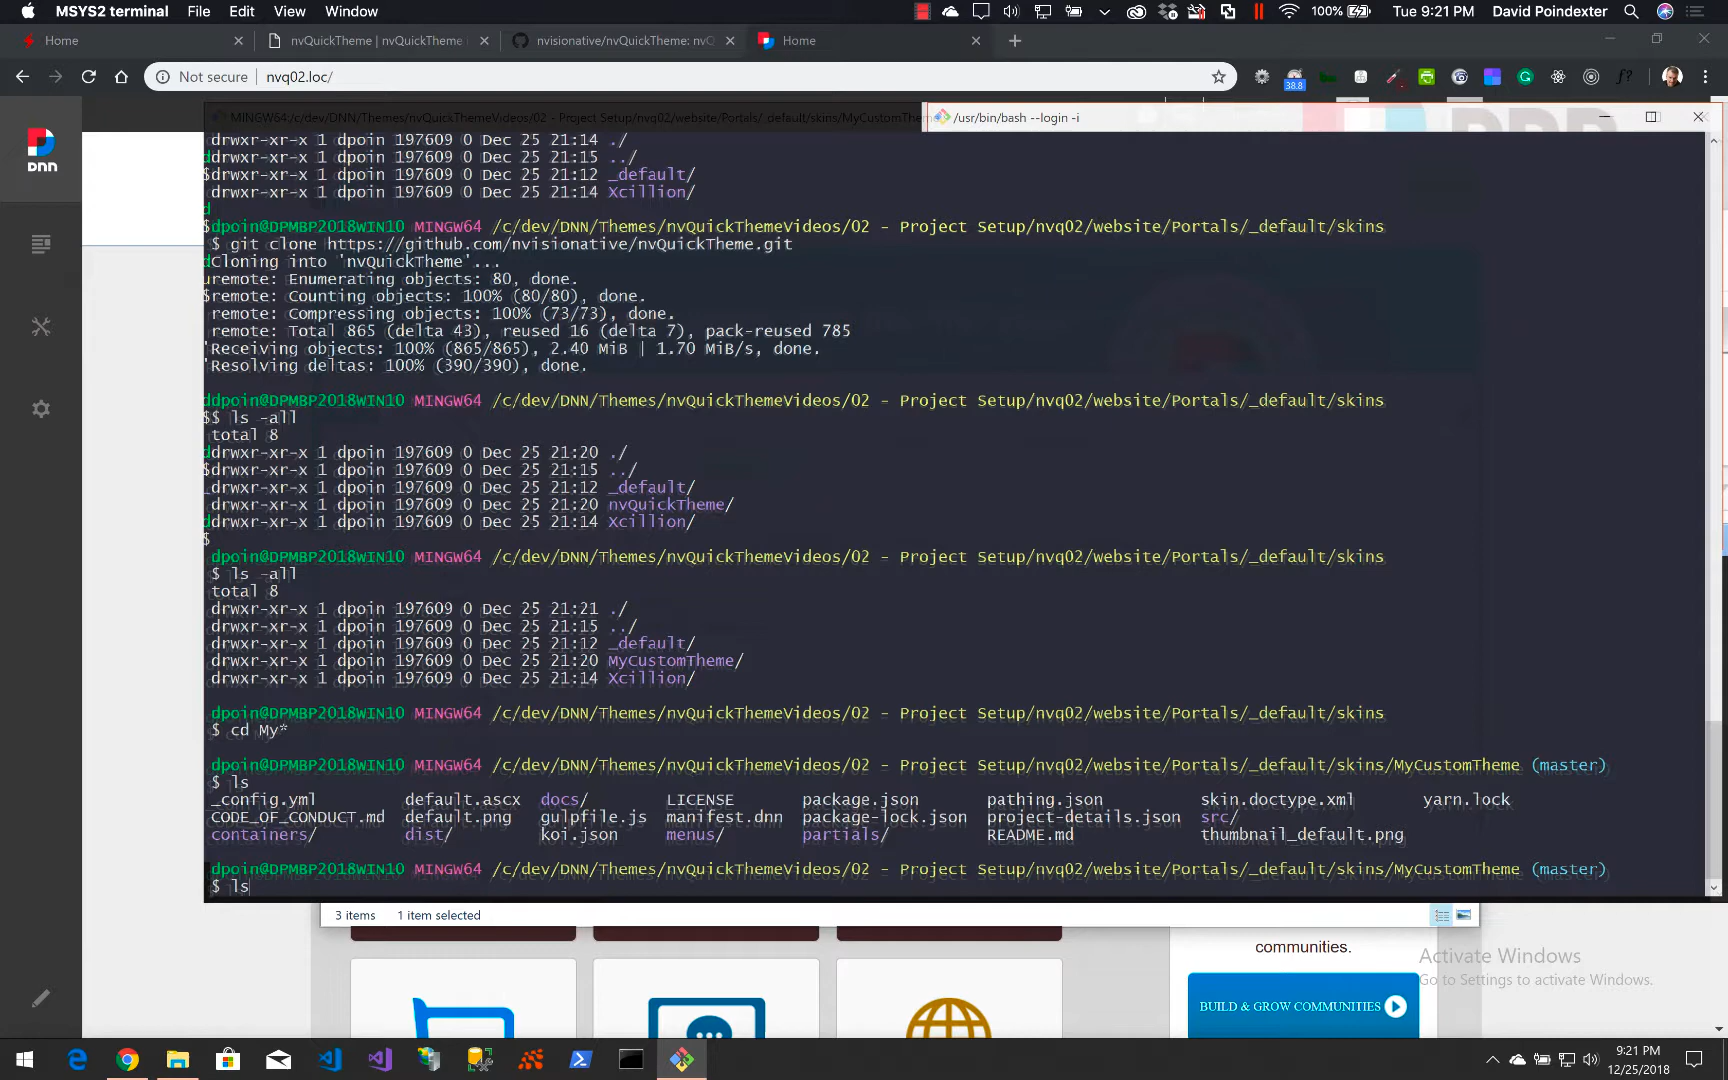 MSYS2 terminal File Edit View Window 100% Tue 9:21 PM David Poindexter
Home nvQuickTheme | nvQuickTheme nvisionative/nvQuickTheme: nvQ Home
Not secure nvq02.loc/
38.8
DNN
MINGW64:/c/dev/DNN/Themes/nvQuickThemeVideos/02 - Project Setup/nvq02/website/Portals/_default/skins/MyCustomTheme
/usr/bin/bash --login -i
drwxr-xr-x 1 dpoin 197609 0 Dec 25 21:14 ./
drwxr-xr-x 1 dpoin 197609 0 Dec 25 21:15 ../
drwxr-xr-x 1 dpoin 197609 0 Dec 25 21:12 _default/
drwxr-xr-x 1 dpoin 197609 0 Dec 25 21:14 Xcillion/
dpoin@DPMBP2018WIN10 MINGW64 /c/dev/DNN/Themes/nvQuickThemeVideos/02 - Project Setup/nvq02/website/Portals/_default/skins
$ git clone https://github.com/nvisionative/nvQuickTheme.git
Cloning into 'nvQuickTheme'...
remote: Enumerating objects: 80, done.
remote: Counting objects: 100% (80/80), done.
remote: Compressing objects: 100% (73/73), done.
remote: Total 865 (delta 43), reused 16 (delta 7), pack-reused 785
Receiving objects: 100% (865/865), 2.40 MiB | 1.70 MiB/s, done.
Resolving deltas: 100% (390/390), done.
dpoin@DPMBP2018WIN10 MINGW64 /c/dev/DNN/Themes/nvQuickThemeVideos/02 - Project Setup/nvq02/website/Portals/_default/skins
$ ls -all
total 8
drwxr-xr-x 1 dpoin 197609 0 Dec 25 21:20 ./
drwxr-xr-x 1 dpoin 197609 0 Dec 25 21:15 ../
drwxr-xr-x 1 dpoin 197609 0 Dec 25 21:12 _default/
drwxr-xr-x 1 dpoin 197609 0 Dec 25 21:20 nvQuickTheme/
drwxr-xr-x 1 dpoin 197609 0 Dec 25 21:14 Xcillion/
dpoin@DPMBP2018WIN10 MINGW64 /c/dev/DNN/Themes/nvQuickThemeVideos/02 - Project Setup/nvq02/website/Portals/_default/skins
$ ls -all
total 8
drwxr-xr-x 1 dpoin 197609 0 Dec 25 21:21 ./
drwxr-xr-x 1 dpoin 197609 0 Dec 25 21:15 ../
drwxr-xr-x 1 dpoin 197609 0 Dec 25 21:12 _default/
drwxr-xr-x 1 dpoin 197609 0 Dec 25 21:20 MyCustomTheme/
drwxr-xr-x 1 dpoin 197609 0 Dec 25 21:14 Xcillion/
dpoin@DPMBP2018WIN10 MINGW64 /c/dev/DNN/Themes/nvQuickThemeVideos/02 - Project Setup/nvq02/website/Portals/_default/skins
$ cd My*
dpoin@DPMBP2018WIN10 MINGW64 /c/dev/DNN/Themes/nvQuickThemeVideos/02 - Project Setup/nvq02/website/Portals/_default/skins/MyCustomTheme (master)
$ ls
_config.yml default.ascx docs/ LICENSE package.json pathing.json skin.doctype.xml yarn.lock
CODE_OF_CONDUCT.md default.png gulpfile.js manifest.dnn package-lock.json project-details.json src/
containers/ dist/ koi.json menus/ partials/ README.md thumbnail_default.png
dpoin@DPMBP2018WIN10 MINGW64 /c/dev/DNN/Themes/nvQuickThemeVideos/02 - Project Setup/nvq02/website/Portals/_default/skins/MyCustomTheme (master)
$ ls
3 items 1 item selected
communities.
Activate Windows
Go to Settings to activate Windows.
BUILD & GROW COMMUNITIES
9:21 PM
12/25/2018